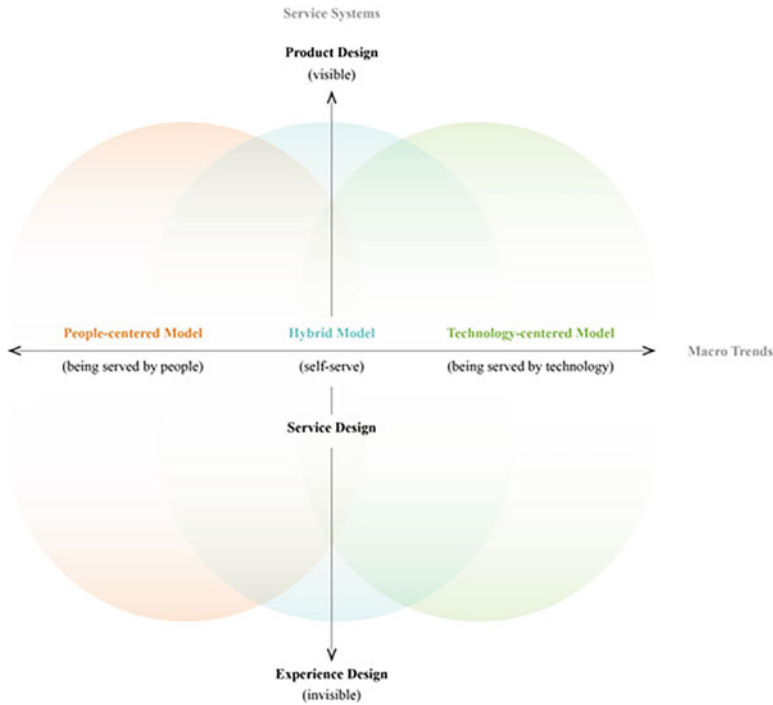 Service Systems
Product Design
(visible)
People-centered Model
Hybrid Model
Technology-centered Model
Macro Trends
(being served by people)
(self-serve)
(being served by technology)
Service Design
Experience Design
(invisible)